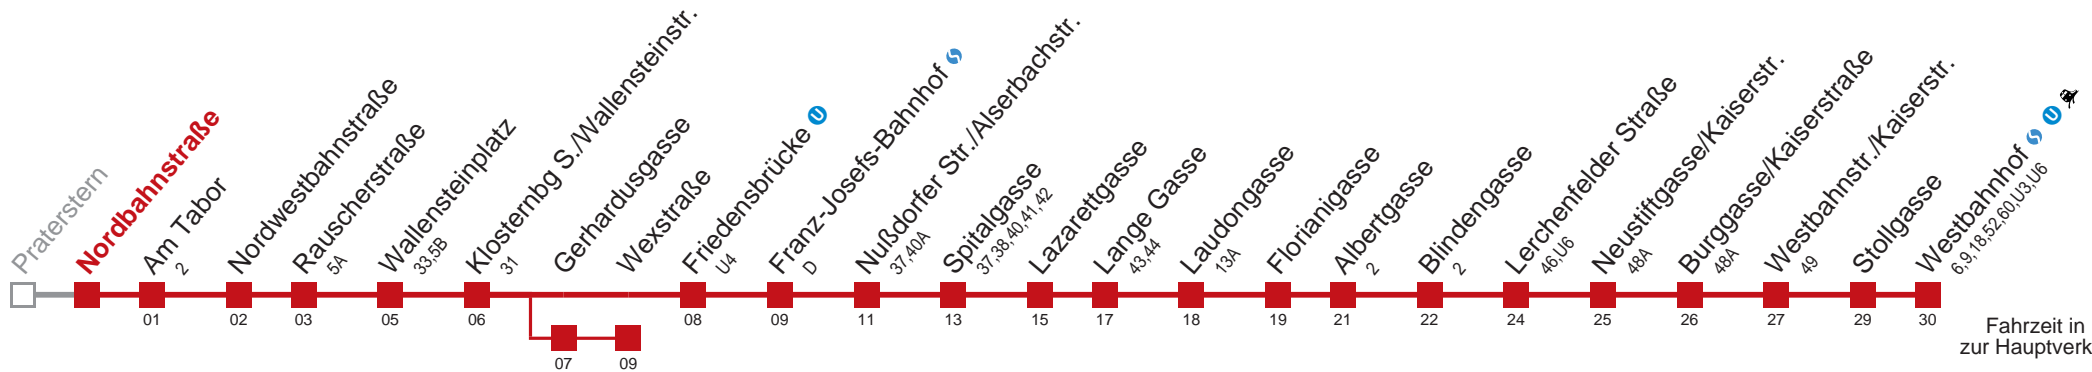 Praterstern
Nordbahnstraße
Am Tabor
2
Nordwestbahnstraße
Rauscherstraße
5A
Wallensteinplatz
33,5B
Klosternbg S./Wallensteinstr.
31
Gerhardusgasse
Wexstraße
Friedensbrücke U
U4
Franz-Josefs-Bahnhof
D
Nußdorfer Str./Alserbachstr.
37,40A
Spitalgasse
37,38,40,41,42
Lazarettgasse
Lange Gasse
43,44
Laudongasse
13A
Florianigasse
Albertgasse
2
Blindengasse
2
Lerchenfelder Straße
46,U6
Neustiftgasse/Kaiserstr.
48A
Burggasse/Kaiserstraße
48A
Westbahnstr./Kaiserstr.
49
Stollgasse
Westbahnhof U
6,9,18,52,60,U3,U6
01 02 03 05 06 08 09 11 13 15 17 18 19 21 22 24 25 26 27 29 30
07 09
Fahrzeit in
zur Hauptverk